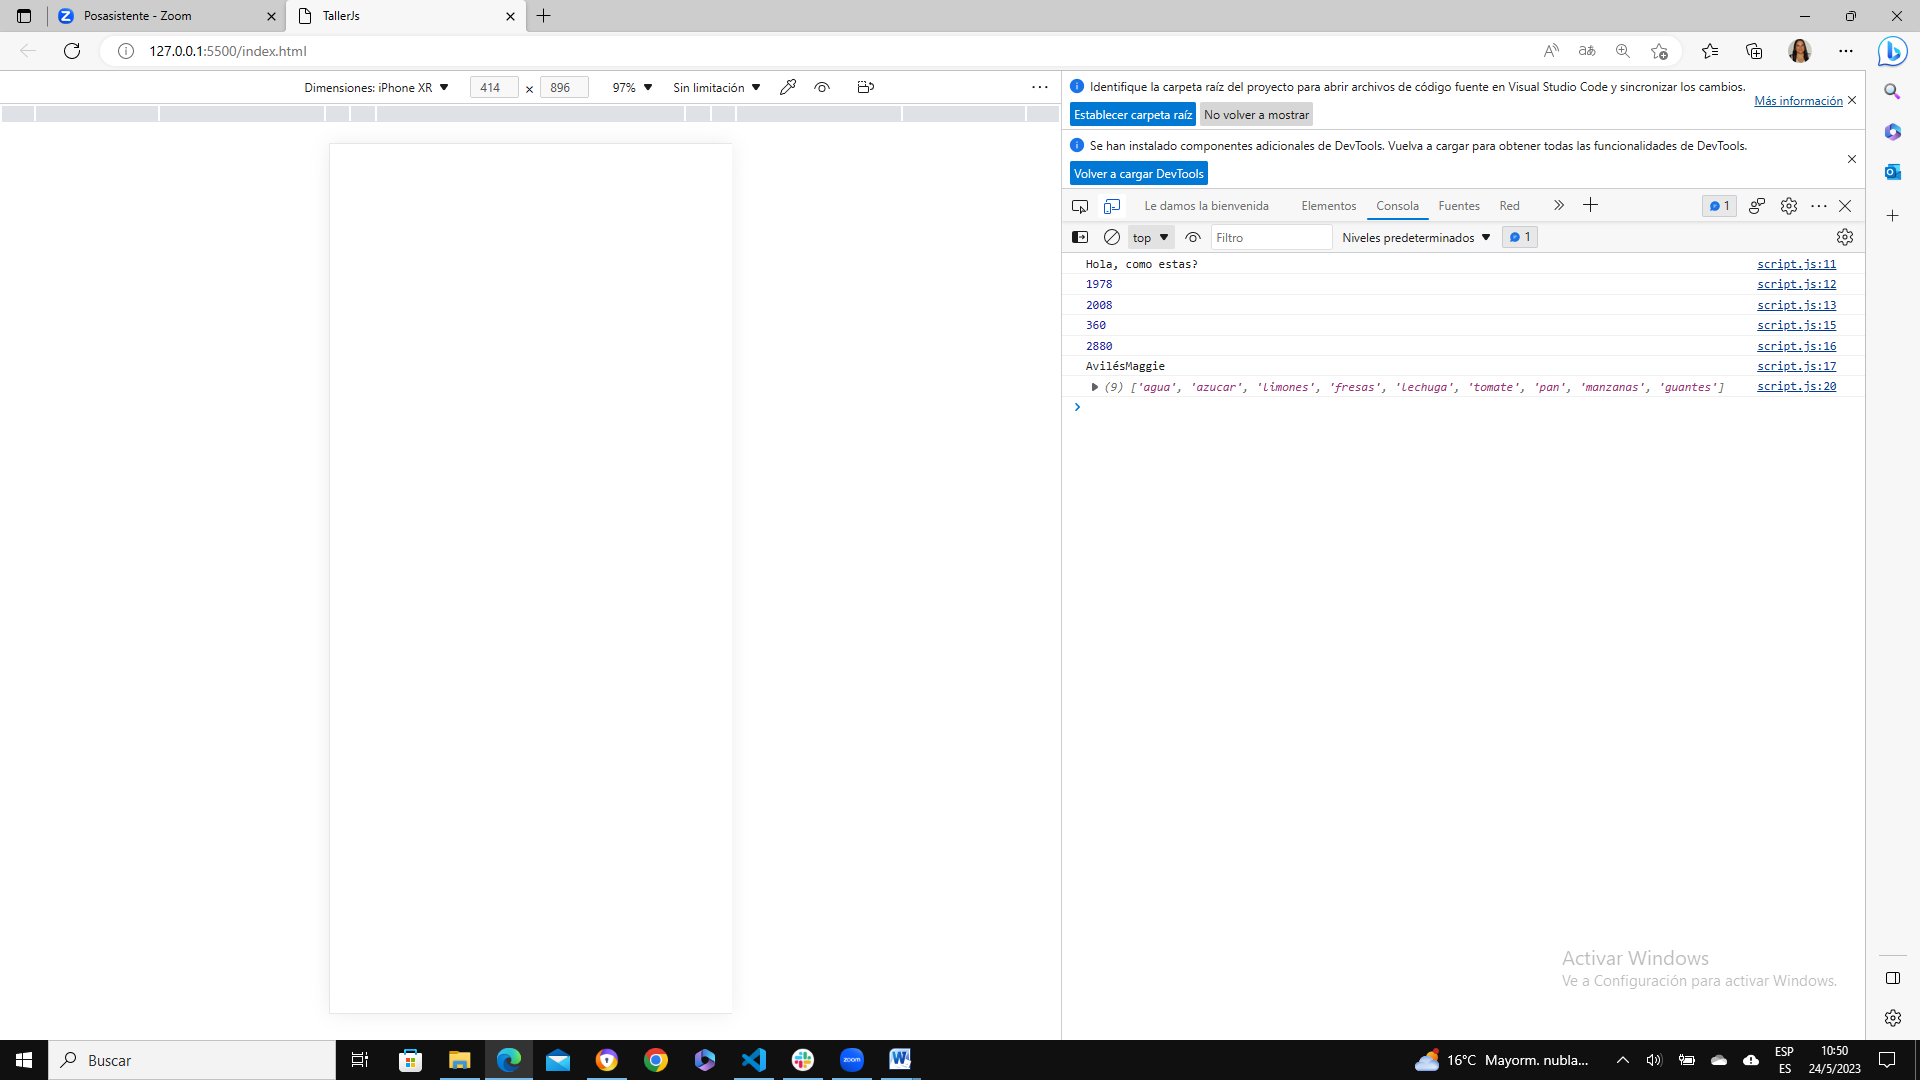 Posasistente - Zoom
TallerJs
127.0.0.1:5500/index.html
Dimensiones: iPhone XR
414 × 896
97%
Sin limitación
Identifique la carpeta raíz del proyecto para abrir archivos de código fuente en Visual Studio Code y sincronizar los cambios.
Más información
Establecer carpeta raíz
No volver a mostrar
Se han instalado componentes adicionales de DevTools. Vuelva a cargar para obtener todas las funcionalidades de DevTools.
Volver a cargar DevTools
Le damos la bienvenida
Elementos
Consola
Fuentes
Red
1
top
Filtro
Niveles predeterminados
1
Hola, como estas? script.js:11
1978 script.js:12
2008 script.js:13
360 script.js:15
2880 script.js:16
AvilésMaggie script.js:17
(9) ['agua', 'azucar', 'limones', 'fresas', 'lechuga', 'tomate', 'pan', 'manzanas', 'guantes'] script.js:20
Activar Windows
Ve a Configuración para activar Windows.
Buscar
zoom
16°C Mayorm. nubla...
ESP
ES
10:50
24/5/2023